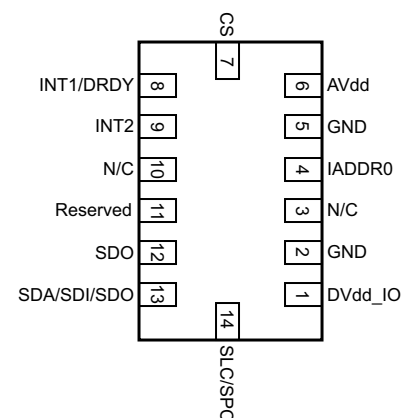 CS
7
INT1/DRDY 8 6 AVdd
INT2 9 5 GND
N/C 10 4 IADDR0
Reserved 11 3 N/C
SDO 12 2 GND
SDA/SDI/SDO 13 1 DVdd_IO
14
SLC/SPC